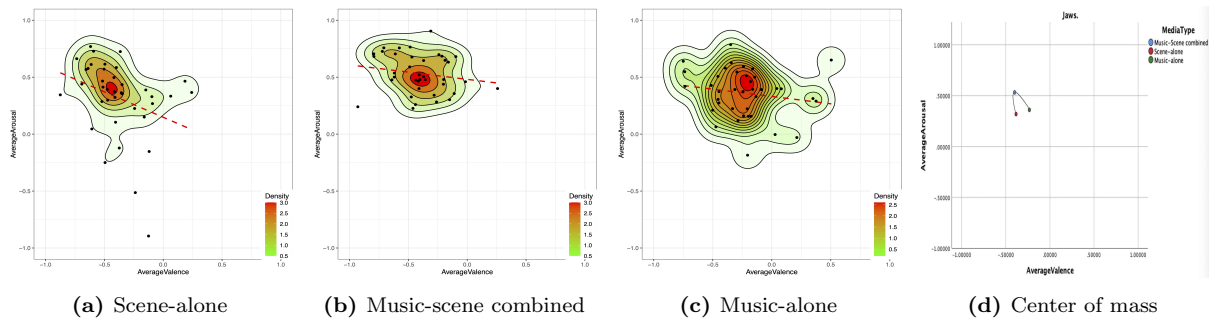 1.0
0.5
0.0
−0.5
−1.0
AverageArousal
−1.0 −0.5 0.0 0.5 1.0
AverageValence
Density
3.0
2.5
2.0
1.5
1.0
0.5
(a) Scene-alone
1.0
0.5
0.0
−0.5
−1.0
AverageArousal
−1.0 −0.5 0.0 0.5 1.0
AverageValence
Density
3.0
2.5
2.0
1.5
1.0
0.5
(b) Music-scene combined
1.0
0.5
0.0
−0.5
−1.0
AverageArousal
−1.0 −0.5 0.0 0.5 1.0
AverageValence
Density
2.5
2.0
1.5
1.0
0.5
(c) Music-alone
Jaws.
MediaType
Music-Scene combined
Scene-alone
Music-alone
1.00000
.50000
.00000
-.50000
-1.00000
AverageArousal
-1.00000 -.50000 .00000 .50000 1.00000
AverageValence
(d) Center of mass